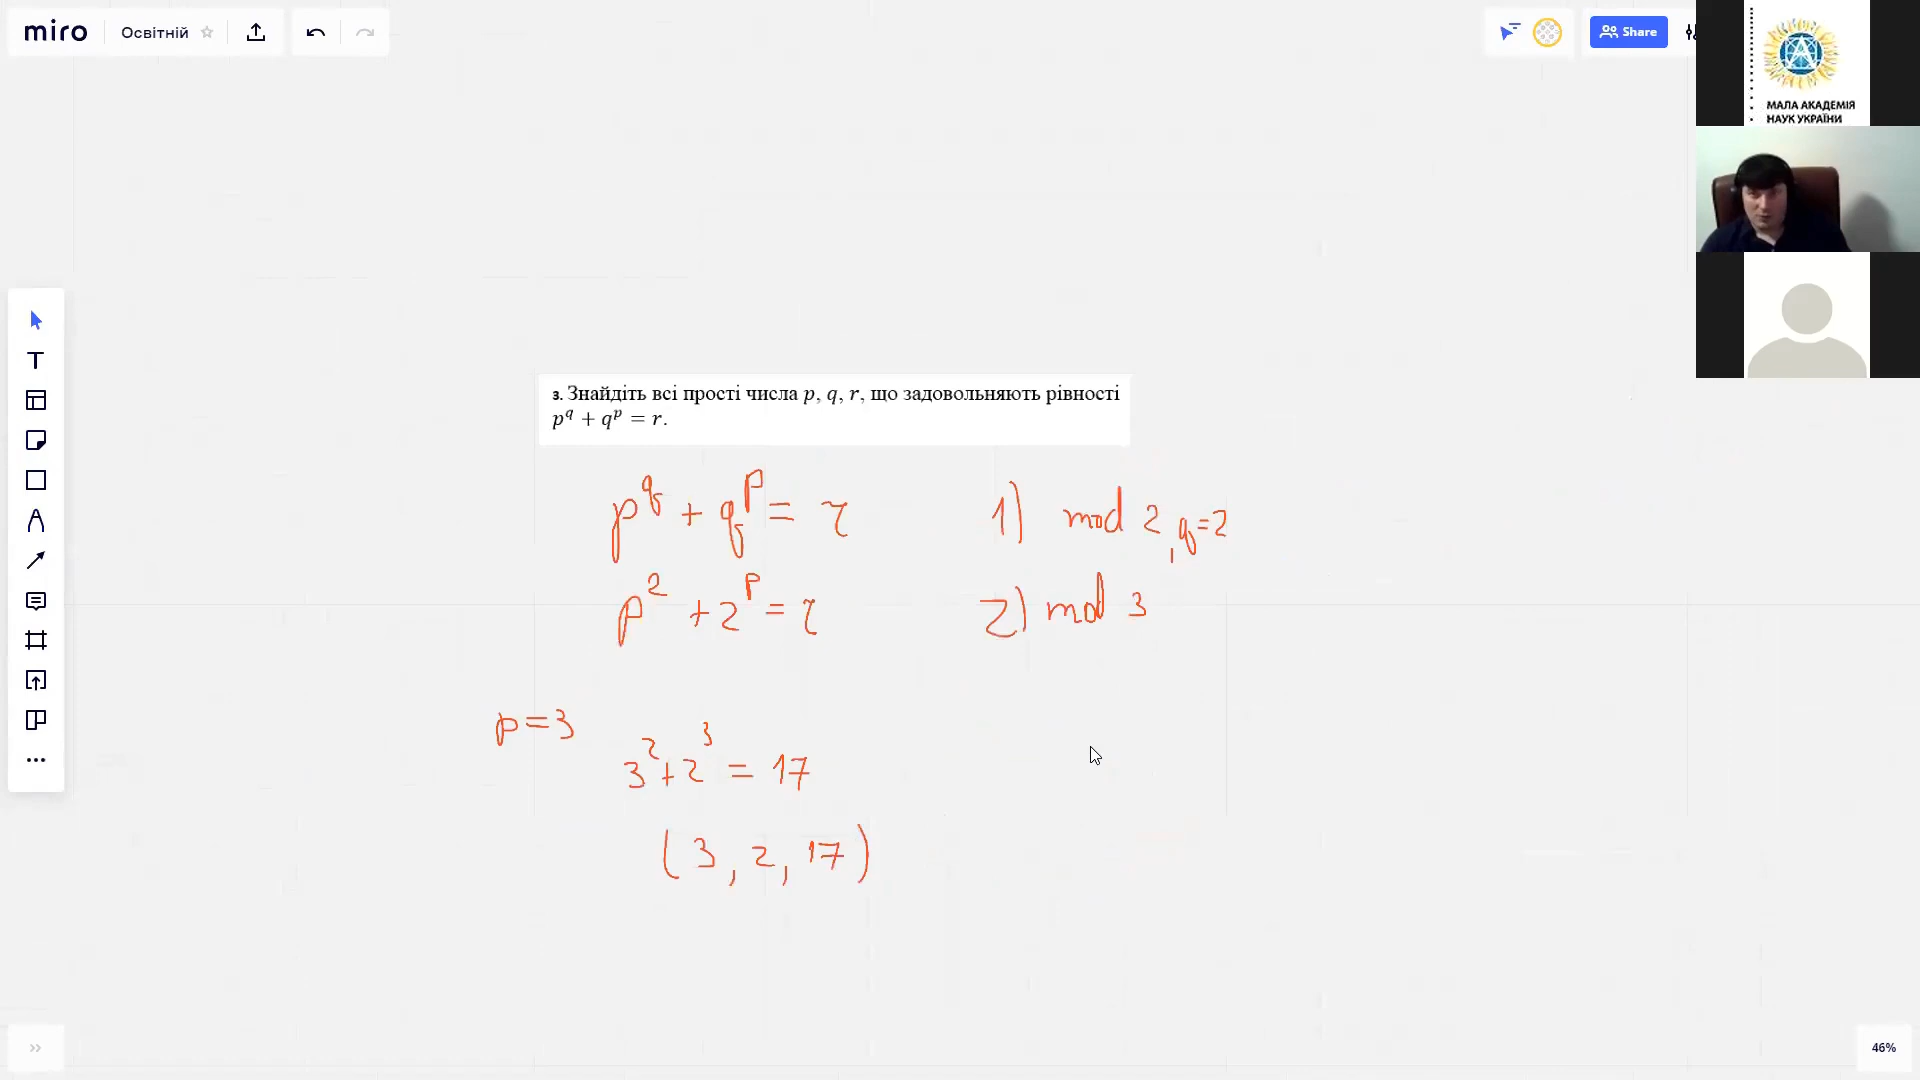 miro
Освітній
Share
МАЛА АКАДЕМІЯ
НАУК УКРАЇНИ
3. Знайдіть всі прості числа p, q, r, що задовольняють рівності
p^q + q^p = r.
p^q + q^p = r
1) mod 2, q=2
p^2 + 2^p = r
2) mod 3
p=3
3^2 + 2^3 = 17
(3, 2, 17)
46%